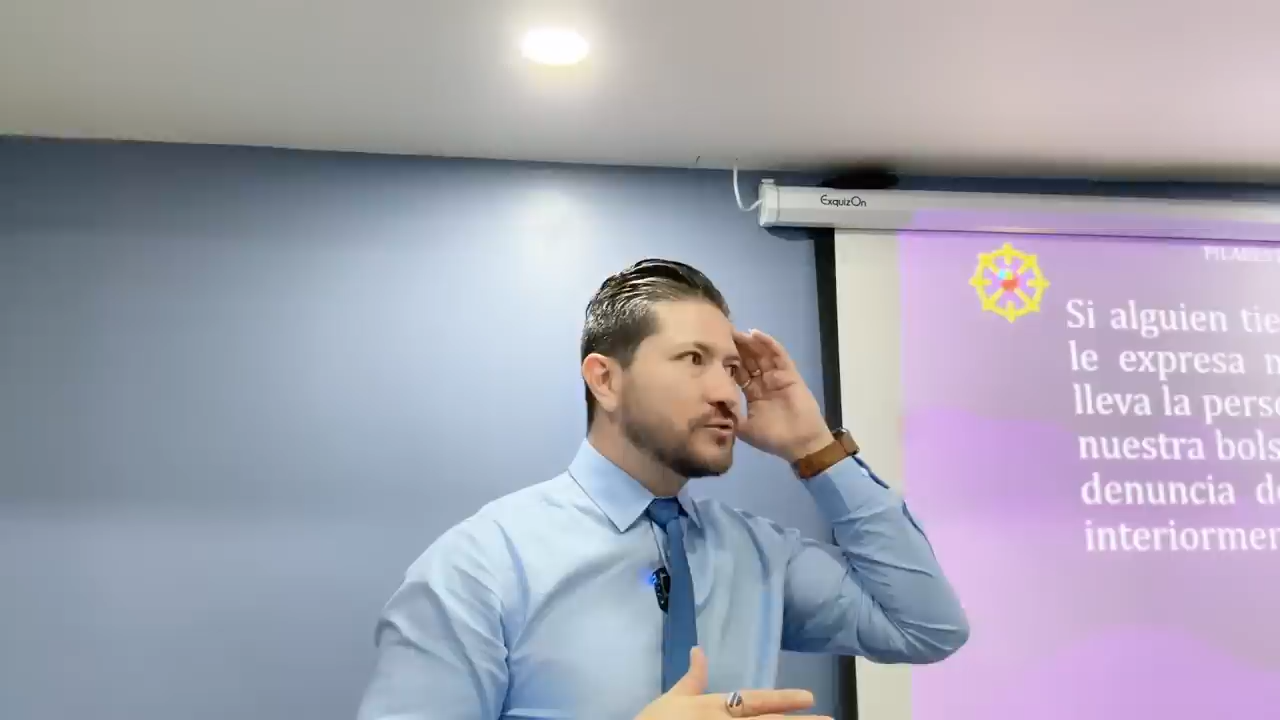 ExquizOn
Si alguien tie
le expresa n
lleva la perso
nuestra bols
denuncia de
interiormen